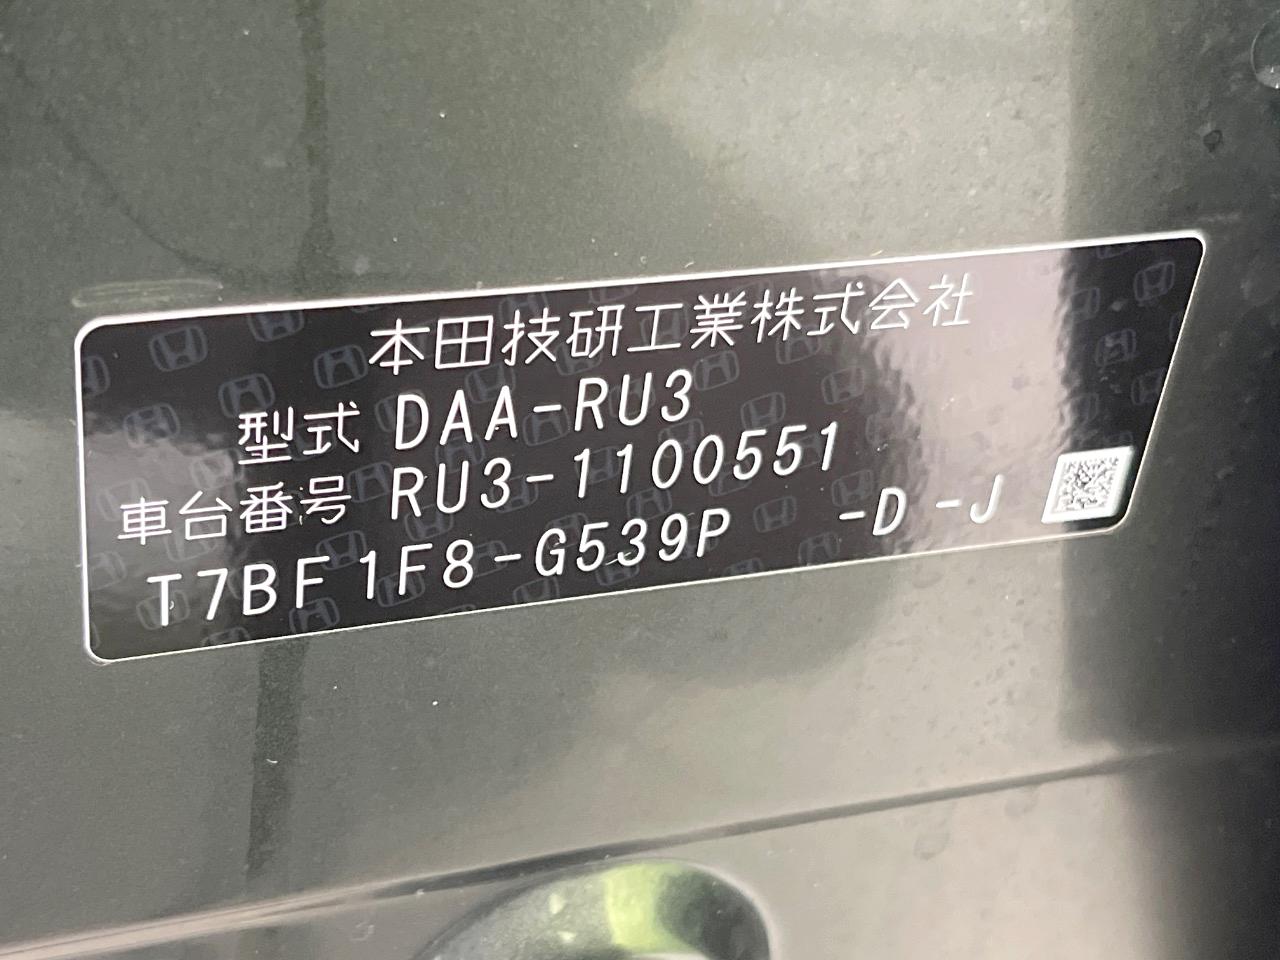 本田技研工業株式会社
型式 DAA-RU3
車台番号 RU3-1100551
T7BF1F8-G539P -D -J